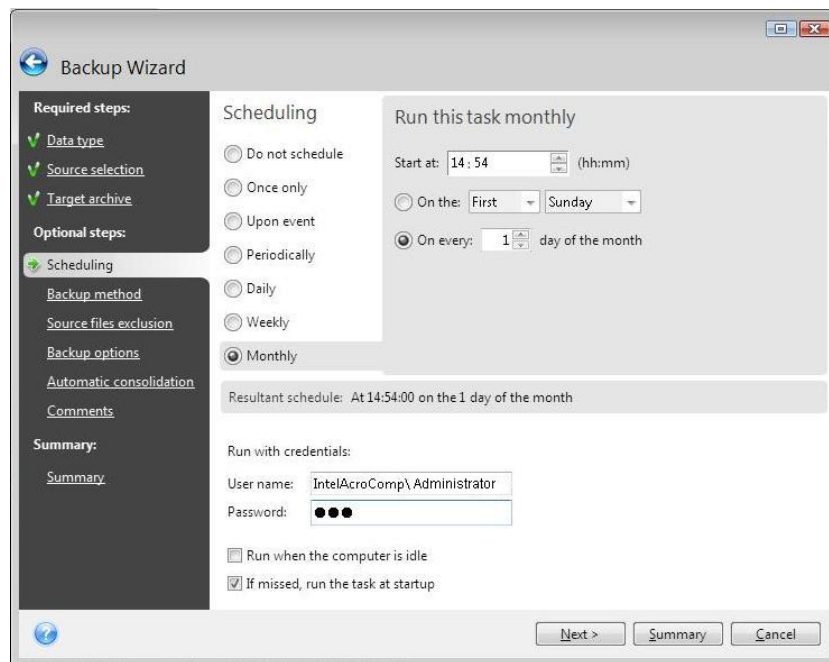 Backup Wizard
Required steps:
Data type
Source selection
Target archive
Optional steps:
Scheduling
Backup method
Source files exclusion
Backup options
Automatic consolidation
Comments
Summary:
Summary
Scheduling
Do not schedule
Once only
Upon event
Periodically
Daily
Weekly
Monthly
Run this task monthly
Start at: 14 : 54 (hh:mm)
On the: First Sunday
On every: 1 day of the month
Resultant schedule: At 14:54:00 on the 1 day of the month
Run with credentials:
User name: IntelAcroComp\ Administrator
Password: ●●●
Run when the computer is idle
If missed, run the task at startup
Next > Summary Cancel